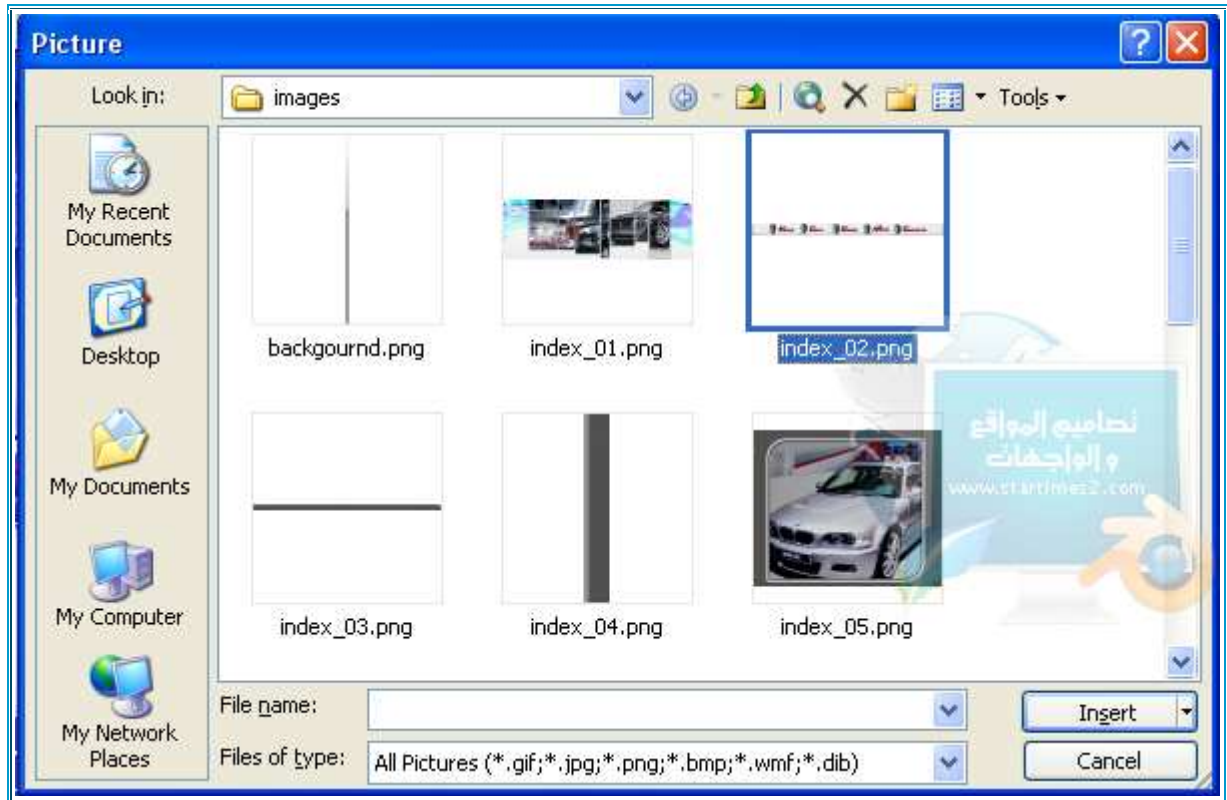 Picture
Look in:
images
Tools
My Recent
Documents
Desktop
My Documents
My Computer
My Network
Places
backgournd.png
index_01.png
index_02.png
index_03.png
index_04.png
index_05.png
تصاميم المواقع
و الواجهات
www.startimes2.com
File name:
Insert
Files of type:
All Pictures (*.gif;*.jpg;*.png;*.bmp;*.wmf;*.dib)
Cancel